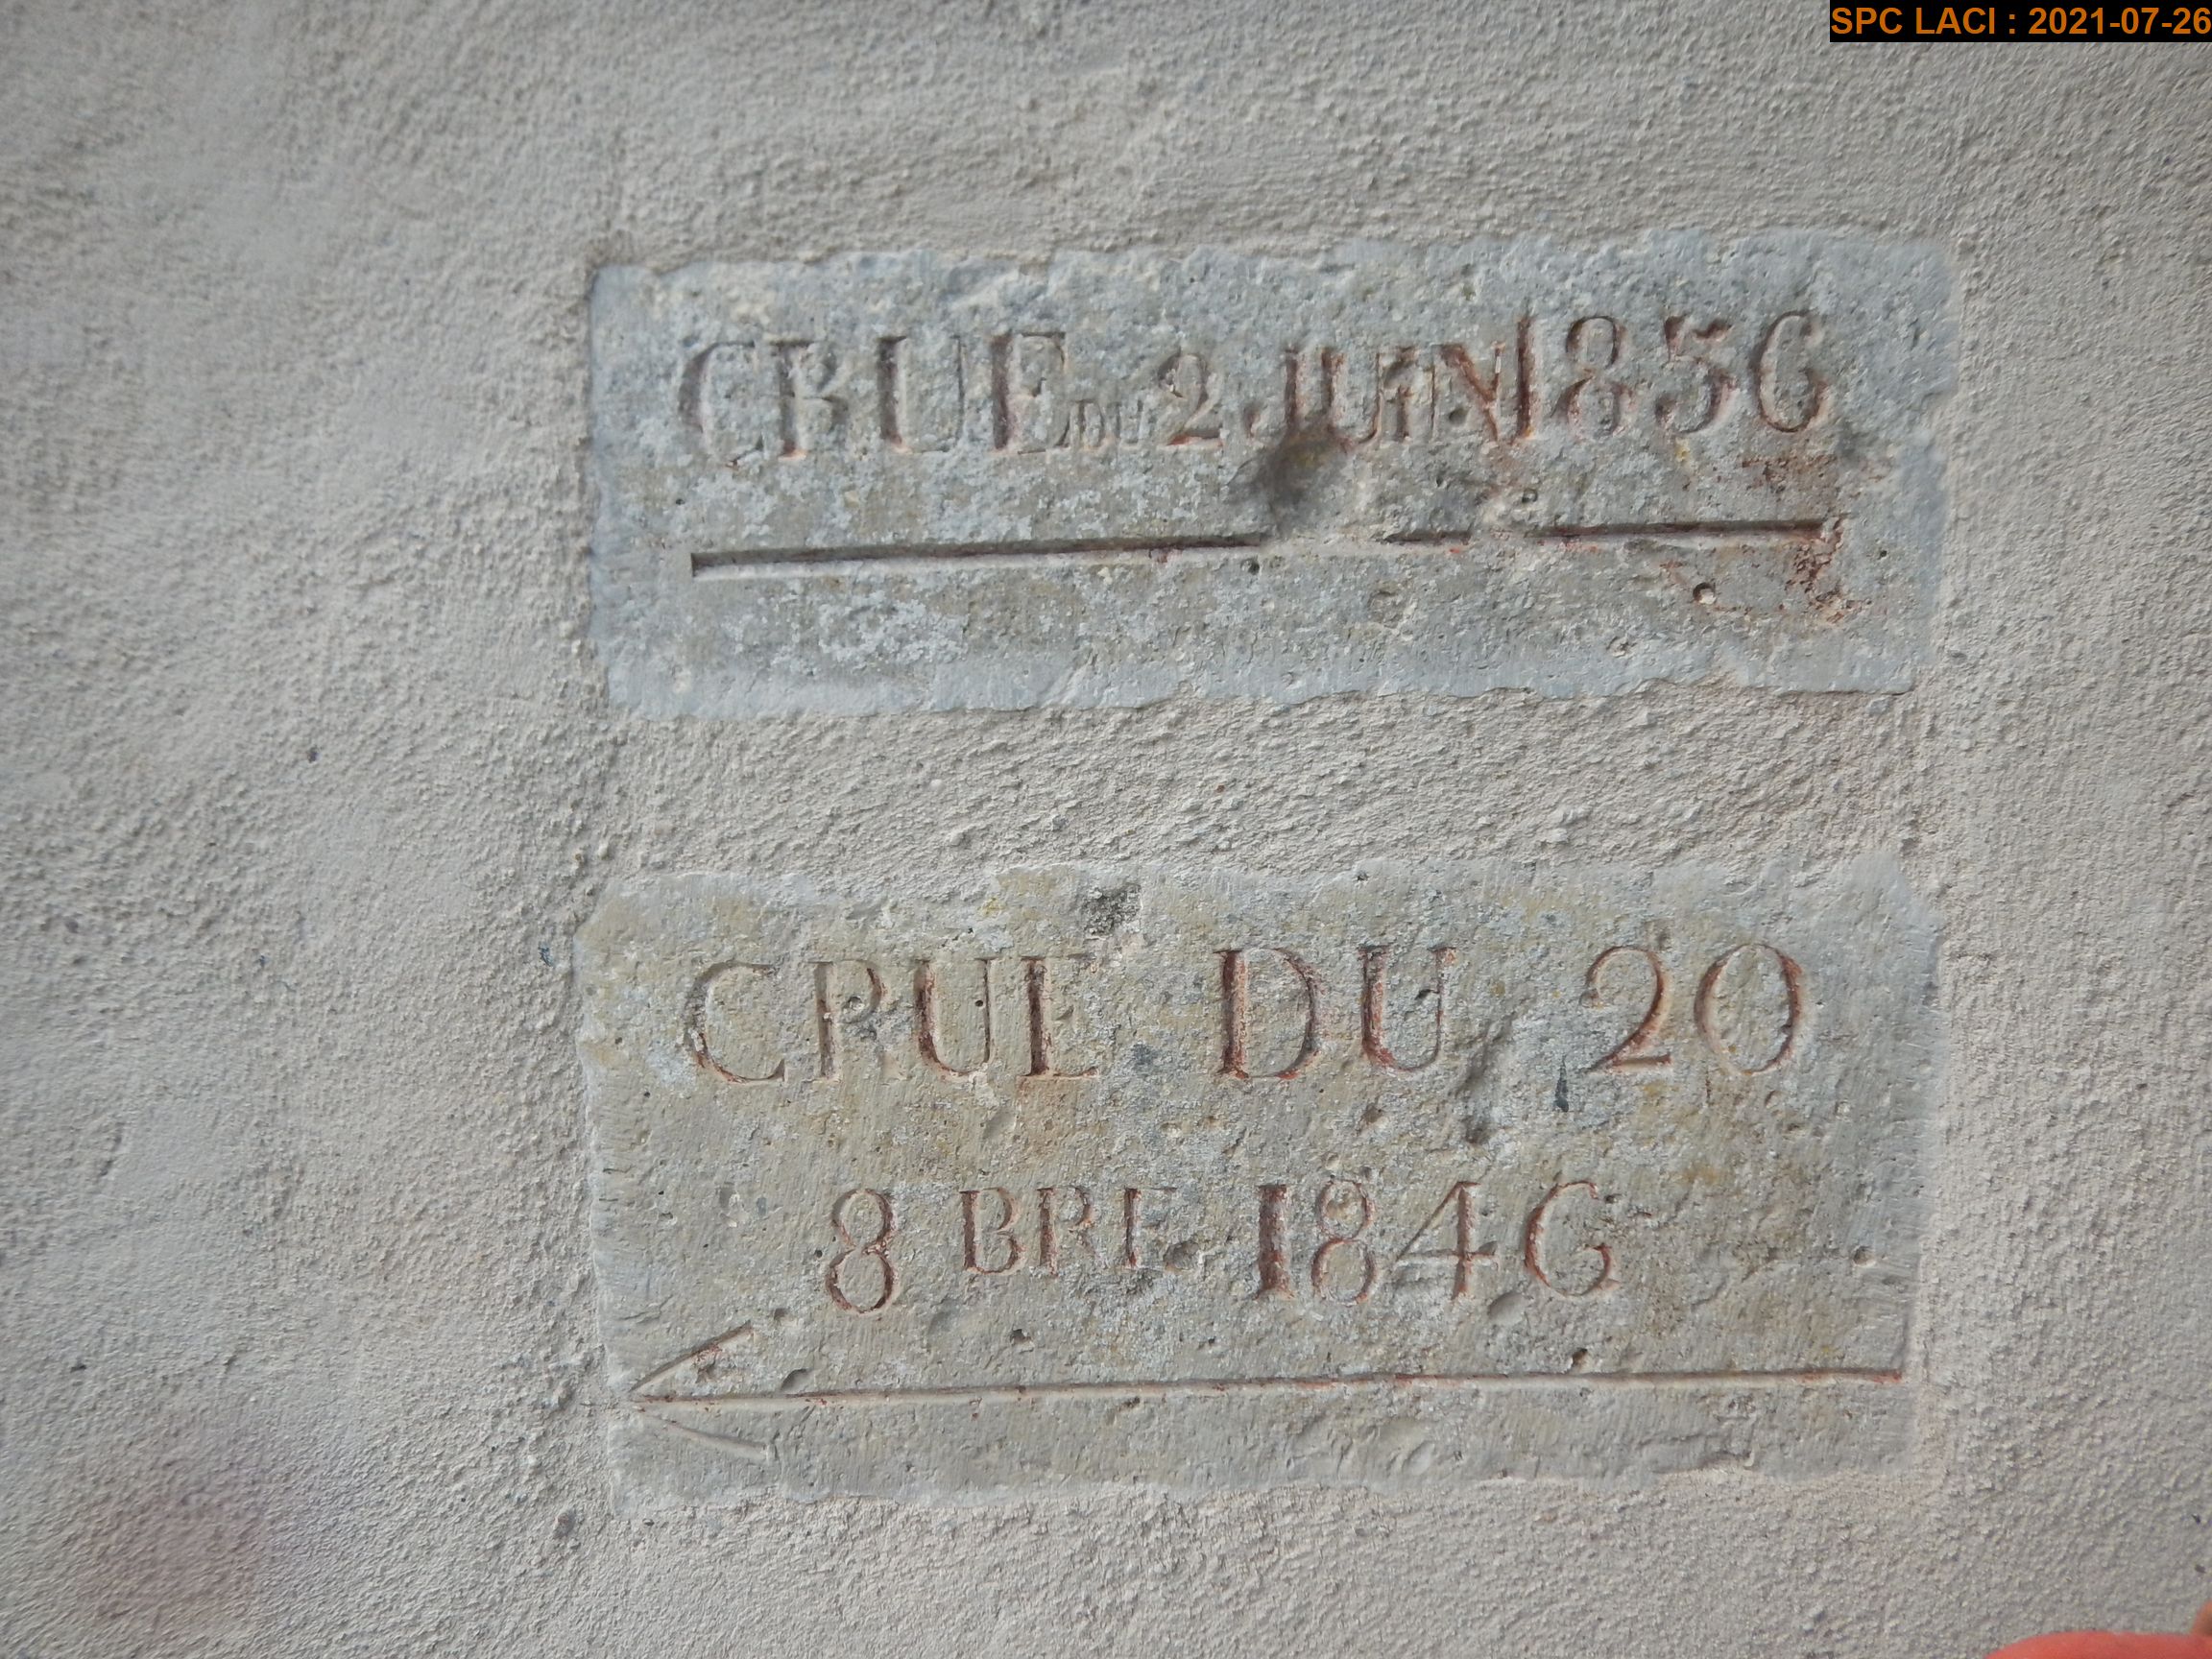 SPC LACI : 2021-07-26
CRUE DU 2 JUIN 1856
CRUE DU 20
8 BRE 1846